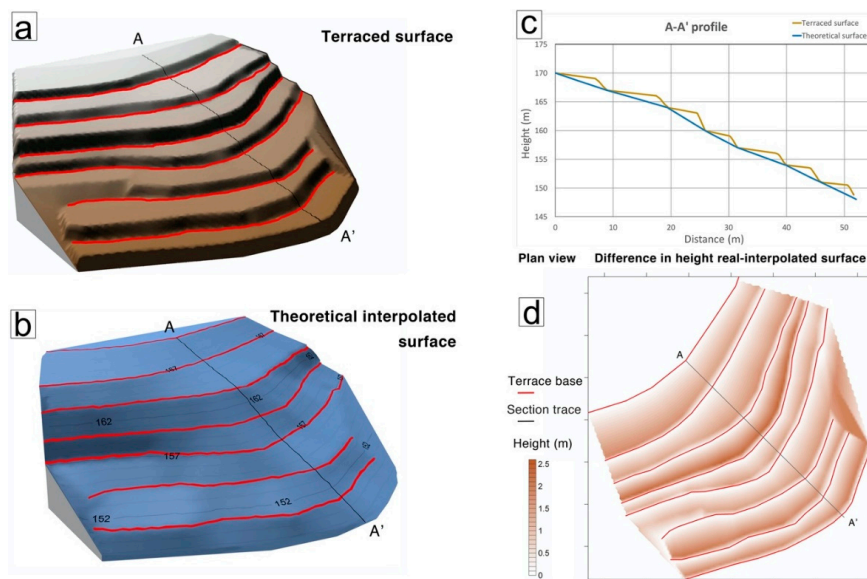 a
A
Terraced surface
A'
b
A
Theoretical interpolated
surface
162
162
157
152
152
A'
c
A-A' profile
Terraced surface
Theoretical surface
Height (m)
175
170
165
160
155
150
145
0
10
20
30
40
50
Distance (m)
Plan view
Difference in height real-interpolated surface
d
A
Terrace base
Section trace
Height (m)
2.5
2
1.5
1
0.5
0
A'